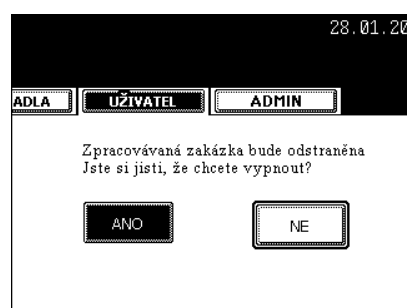 28.01.20
ADLA UŽIVATEL ADMIN
Zpracovávaná zakázka bude odstraněna
Jste si jisti, že chcete vypnout?
ANO NE